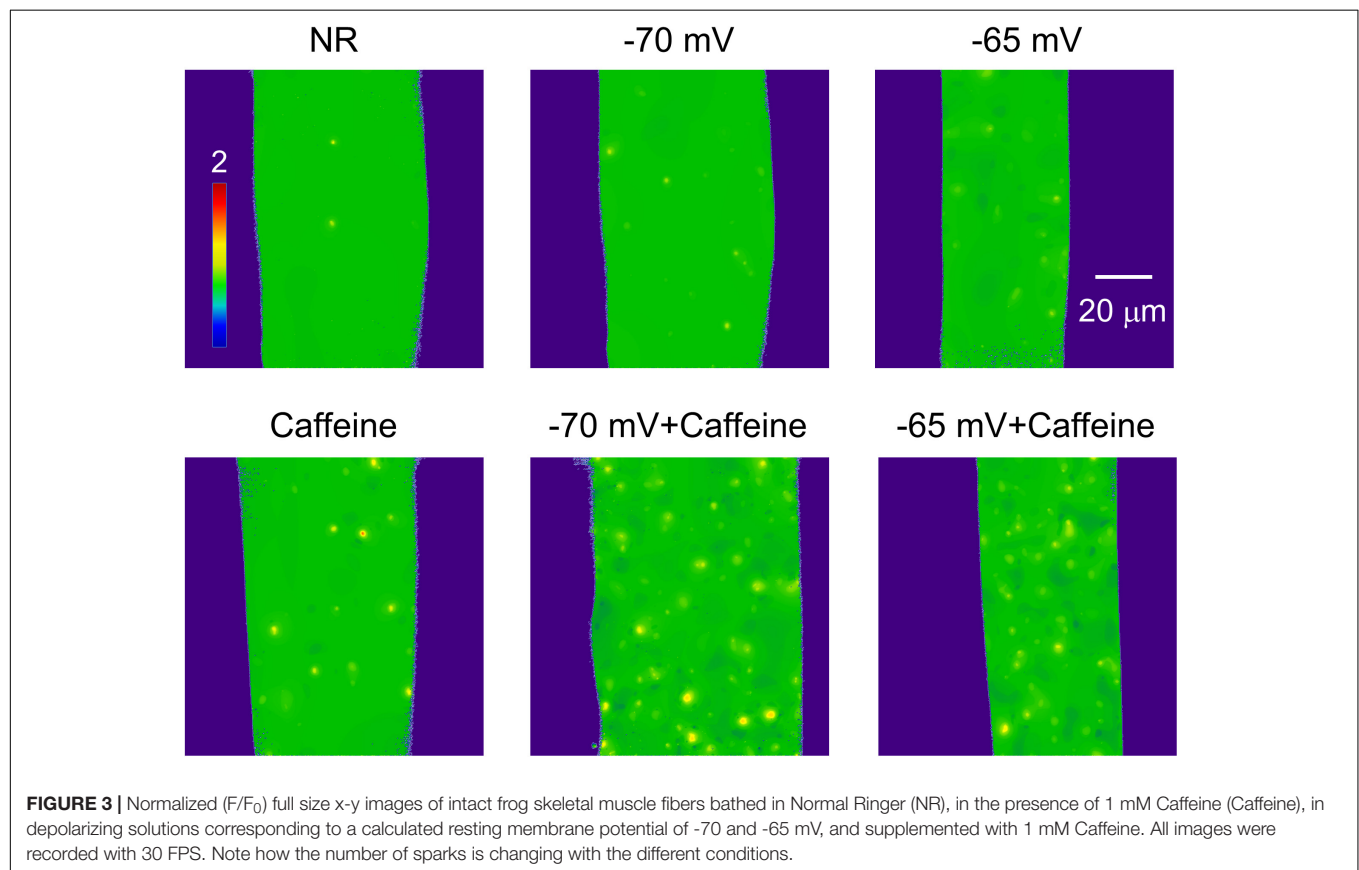 NR
-70 mV
-65 mV
2
20 μm
Caffeine
-70 mV+Caffeine
-65 mV+Caffeine
FIGURE 3 | Normalized (F/F₀) full size x-y images of intact frog skeletal muscle fibers bathed in Normal Ringer (NR), in the presence of 1 mM Caffeine (Caffeine), in
depolarizing solutions corresponding to a calculated resting membrane potential of -70 and -65 mV, and supplemented with 1 mM Caffeine. All images were
recorded with 30 FPS. Note how the number of sparks is changing with the different conditions.